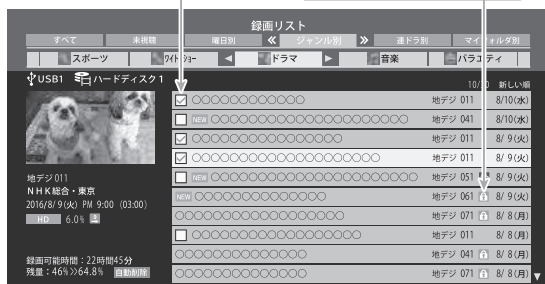 録画リスト
すべて 未視聴 曜日別 ≪ ジャンル別 ≫ 連ドラ別 マイフォルダ別
スポーツ ワイドショー ◀ ドラマ ▶ 音楽 バラエティ
USB1 ハードディスク1
10/30 新しい順
○○○○○○○○○○○○ 地デジ 011 8/10(水)
NEW ○○○○○○○○○○○○○○○○○○○○ 地デジ 041 8/10(水)
○○○○○○○○○○○○○○○ 地デジ 011 8/ 9(火)
○○○○○○○○○○○○○○○○○○○ 地デジ 011 8/ 9(火)
NEW ○○○○○○○○○○○○○○○○○○○○○ 地デジ 051 8/ 9(火)
NEW ○○○○○○○○○○○○○ 地デジ 061 8/ 9(火)
○○○○○○○○○○○○○○○○○ 地デジ 071 8/ 8(月)
○○○○○○○○○○○○○○○○○ 地デジ 011 8/ 8(月)
○○○○○○○○○○○○○ 地デジ 041 8/ 8(月)
○○○○○○○○○○○○○ 地デジ 071 8/ 8(月)
▼
地デジ 011
NHK総合・東京
2016/8/ 9(火) PM 9:00 (03:00)
HD 6.0%
録画可能時間：22時間45分
残量：46%≫64.8% 自動削除